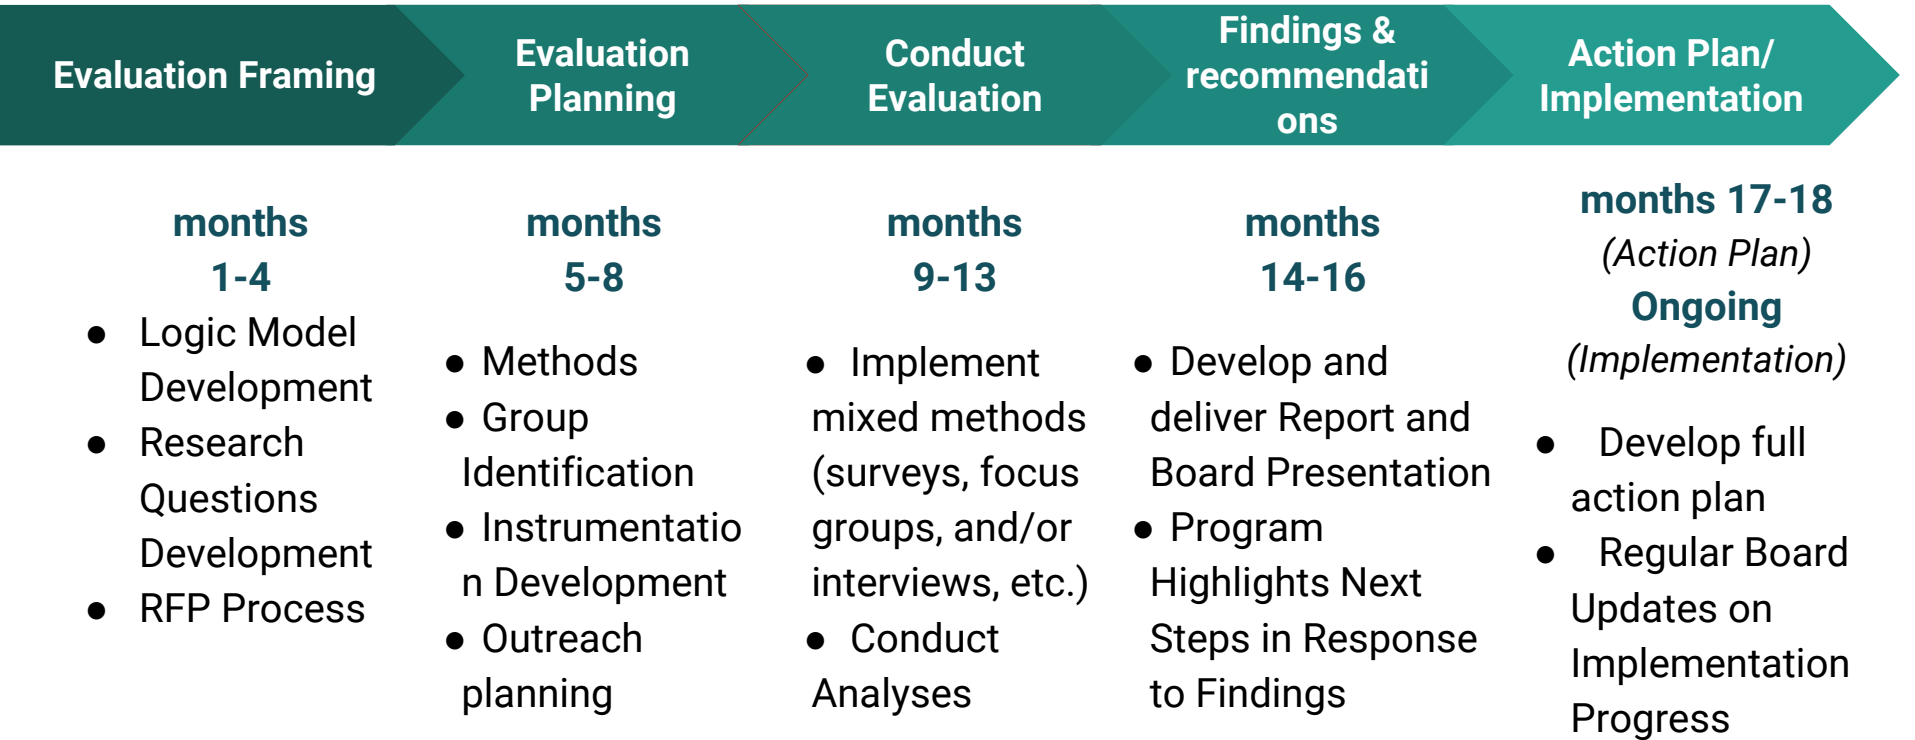 Evaluation Framing
Evaluation
Planning
Conduct
Evaluation
Findings &
recommendati
ons
Action Plan/
Implementation
months
1-4
● Logic Model
Development
● Research
Questions
Development
● RFP Process
months
5-8
● Methods
● Group
Identification
● Instrumentatio
n Development
● Outreach
planning
months
9-13
● Implement
mixed methods
(surveys, focus
groups, and/or
interviews, etc.)
● Conduct
Analyses
months
14-16
● Develop and
deliver Report and
Board Presentation
● Program
Highlights Next
Steps in Response
to Findings
months 17-18
(Action Plan)
Ongoing
(Implementation)
● Develop full
action plan
● Regular Board
Updates on
Implementation
Progress